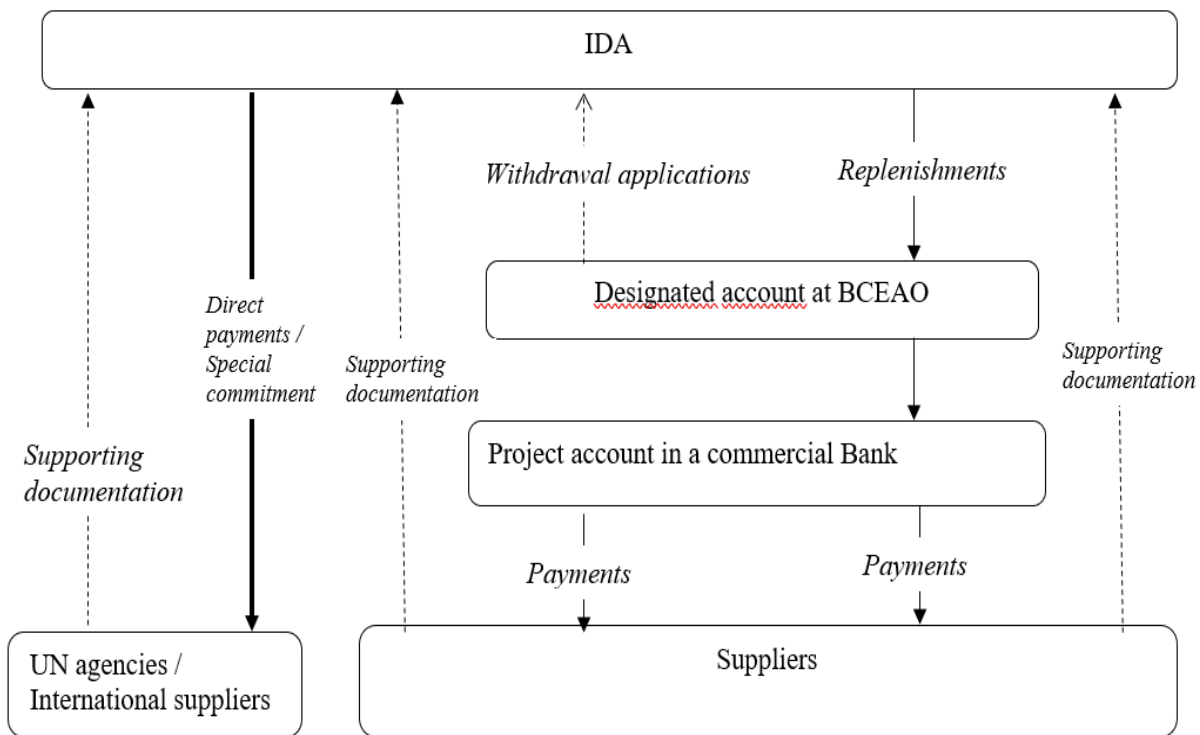 IDA
Withdrawal applications
Replenishments
Designated account at BCEAO
Direct
payments /
Special
commitment
Supporting
documentation
Supporting
documentation
Supporting
documentation
Project account in a commercial Bank
Payments
Payments
UN agencies /
International suppliers
Suppliers